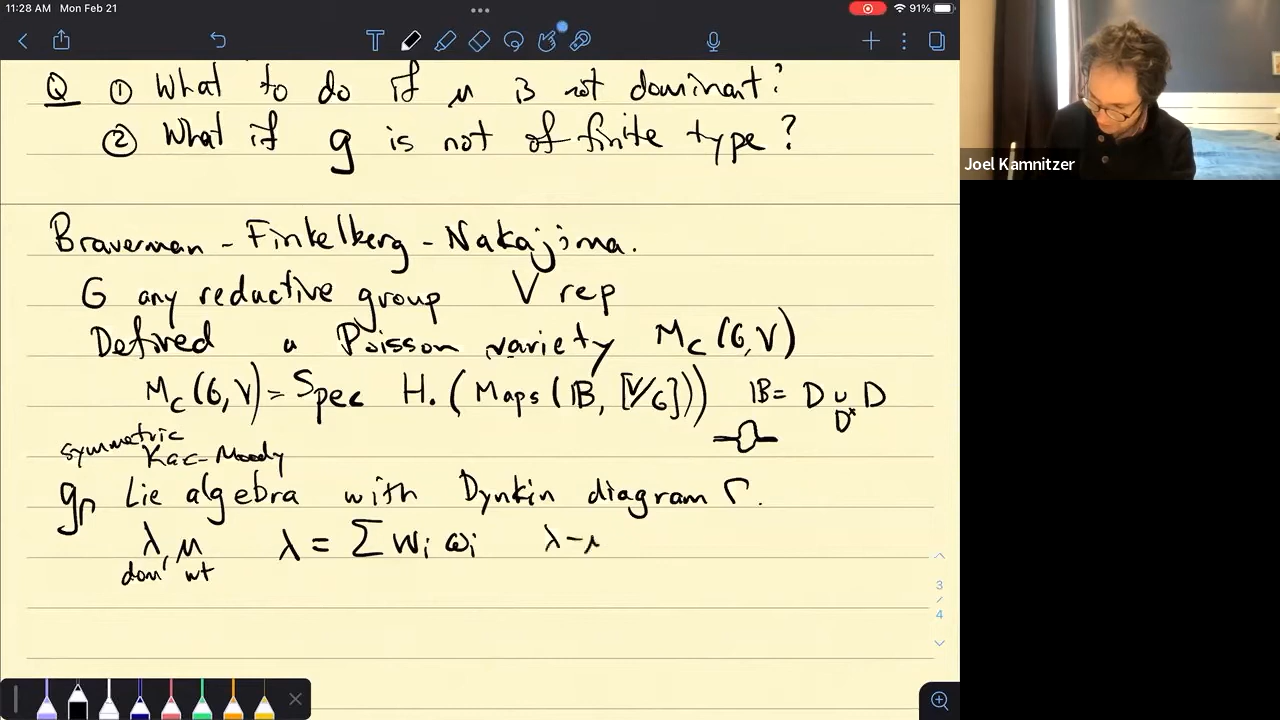 11:28 AM Mon Feb 21
91%
Q ① What to do if μ is not dominant?
② What if g is not of finite type?
Joel Kamnitzer
Braverman - Finkelberg - Nakajima.
G any reductive group V rep
Defined a Poisson variety M_C(G,V)
M_C(G,V) = Spec H.(Maps(𝔹, [V/G])) 𝔹 = D ∪ D
D^x
symmetric
Kac-Moody
g_Γ Lie algebra with Dynkin diagram Γ.
λ, μ λ = Σ w_i ω_i λ-μ
dom' wt
3
/
4